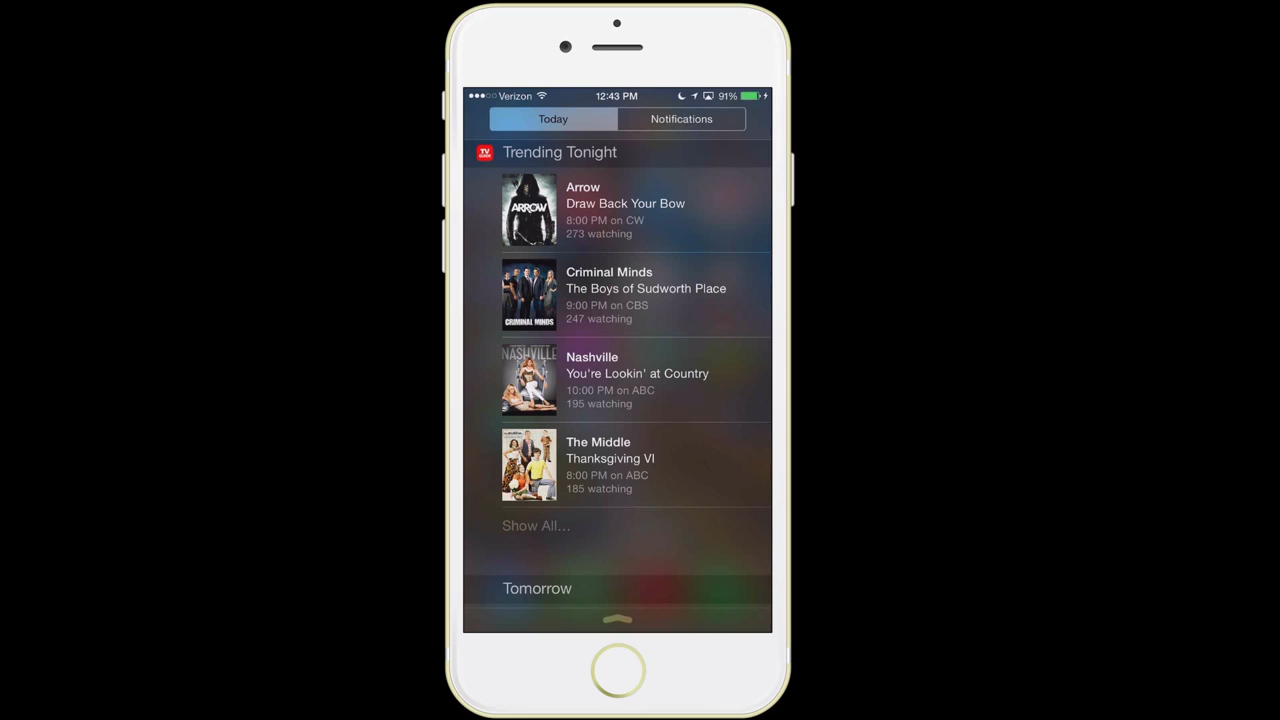 Verizon 12:43 PM 91%
Today Notifications
TV GUIDE Trending Tonight
ARROW
Arrow
Draw Back Your Bow
8:00 PM on CW
273 watching
CRIMINAL MINDS
Criminal Minds
The Boys of Sudworth Place
9:00 PM on CBS
247 watching
NASHVILLE
Nashville
You're Lookin' at Country
10:00 PM on ABC
195 watching
The Middle
Thanksgiving VI
8:00 PM on ABC
185 watching
Show All...
Tomorrow